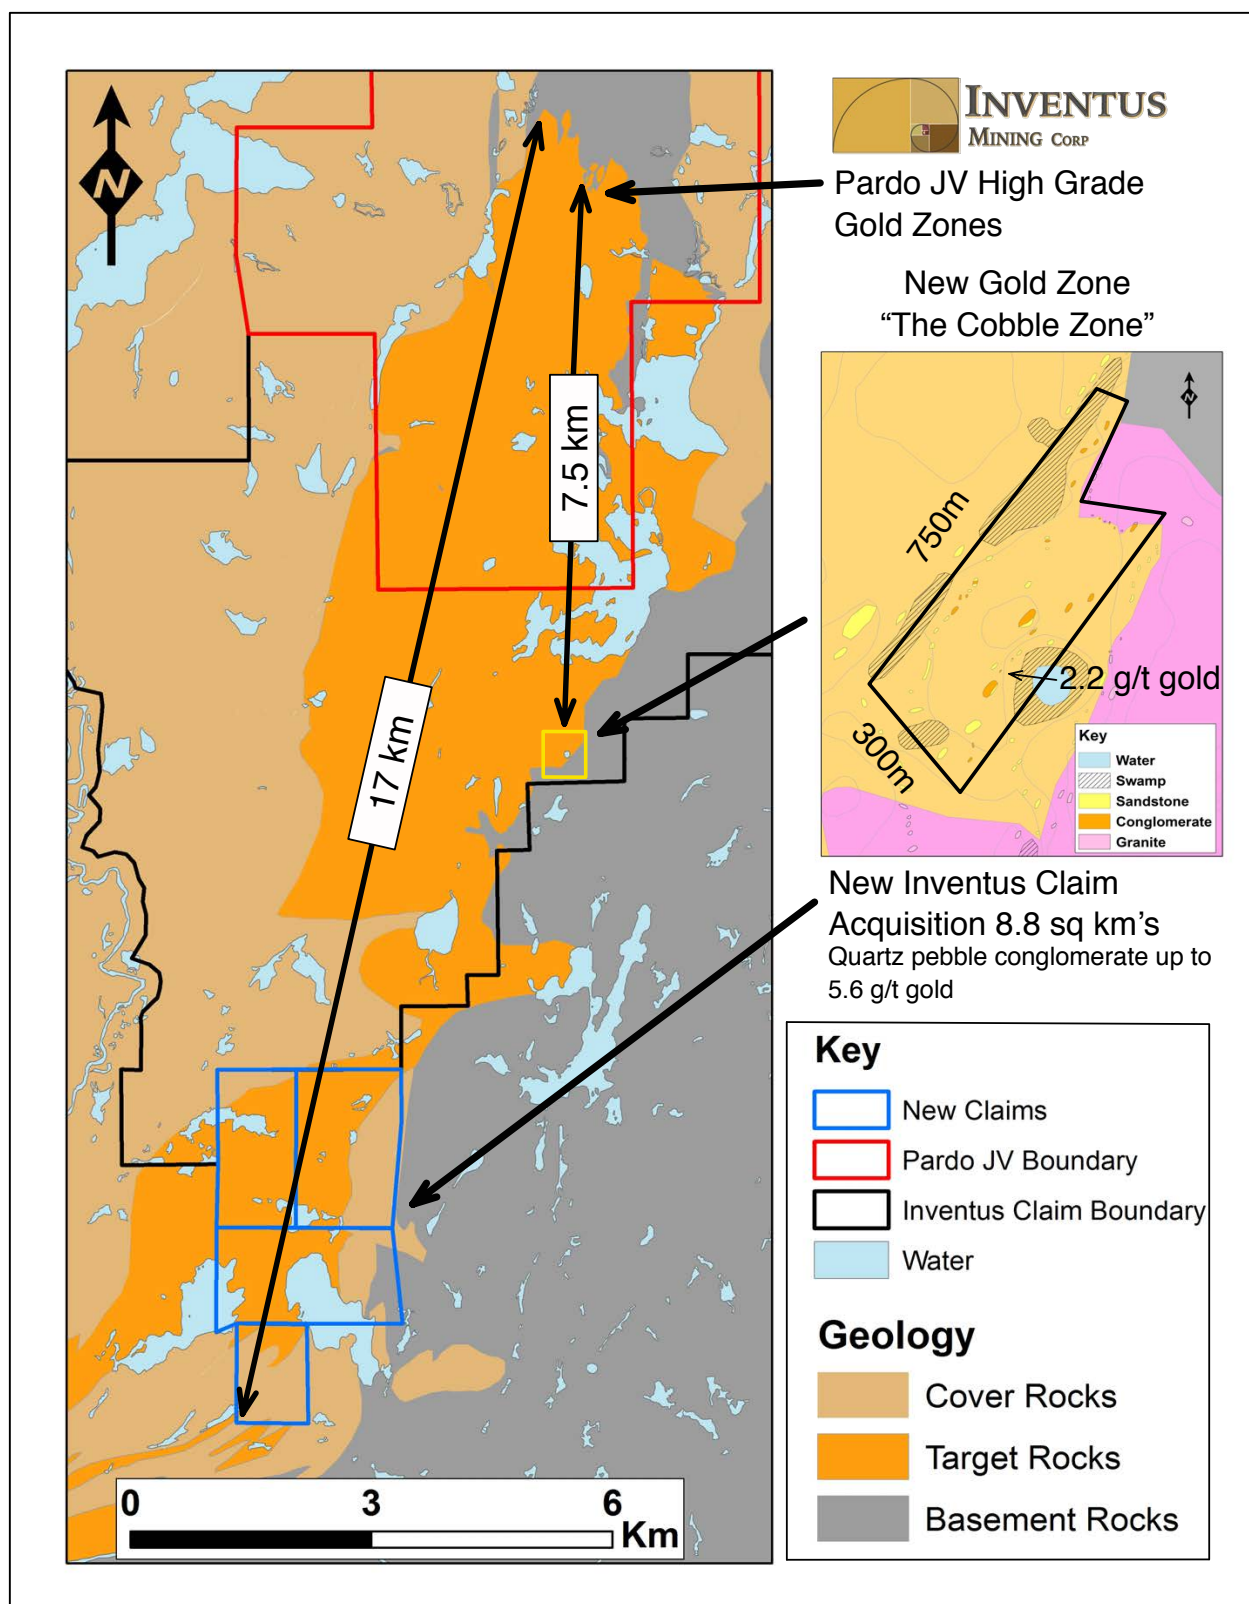 N
INVENTUS
MINING CORP
Pardo JV High Grade
Gold Zones
New Gold Zone
“The Cobble Zone”
N
750m
300m
2.2 g/t gold
Key
Water
Swamp
Sandstone
Conglomerate
Granite
7.5 km
17 km
New Inventus Claim
Acquisition 8.8 sq km’s
Quartz pebble conglomerate up to
5.6 g/t gold
Key
New Claims
Pardo JV Boundary
Inventus Claim Boundary
Water
Geology
Cover Rocks
Target Rocks
Basement Rocks
0 3 6
Km